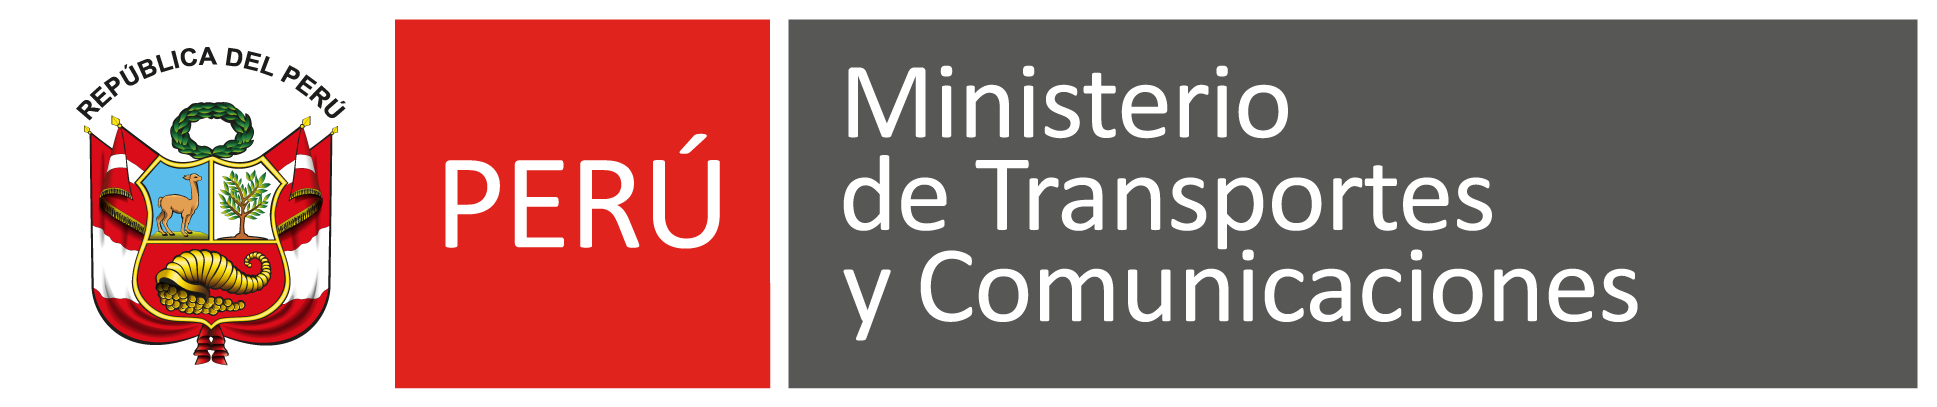 REPÚBLICA DEL PERÚ
PERÚ
Ministerio
de Transportes
y Comunicaciones